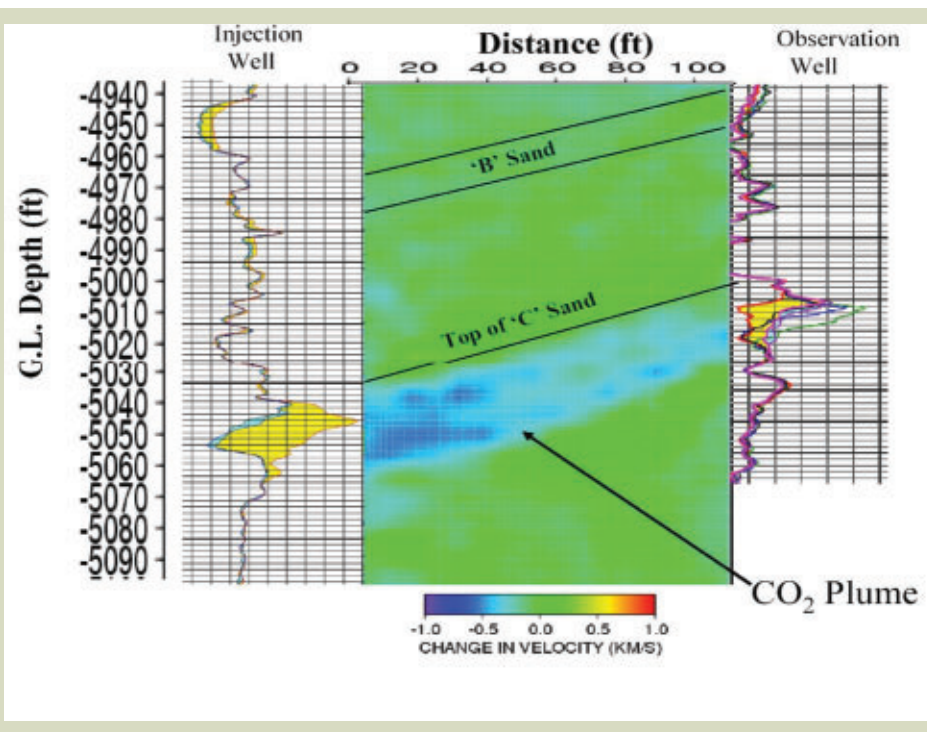 Injection
Well
Distance (ft)
Observation
Well
0 20 40 60 80 100
G.L. Depth (ft)
-4940
-4950
-4960
-4970
-4980
-4990
-5000
-5010
-5020
-5030
-5040
-5050
-5060
-5070
-5080
-5090
‘B’ Sand
Top of ‘C’ Sand
CO₂ Plume
-1.0 -0.5 0.0 0.5 1.0
CHANGE IN VELOCITY (KM/S)